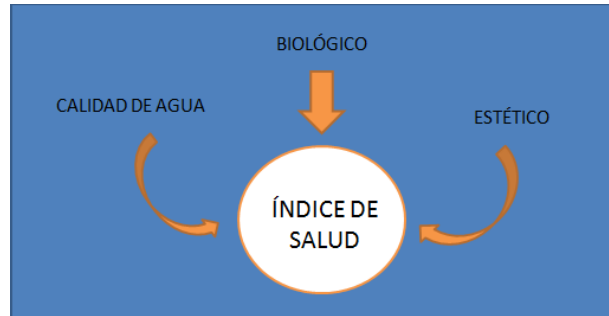 BIOLÓGICO
CALIDAD DE AGUA
ESTÉTICO
ÍNDICE DE
SALUD